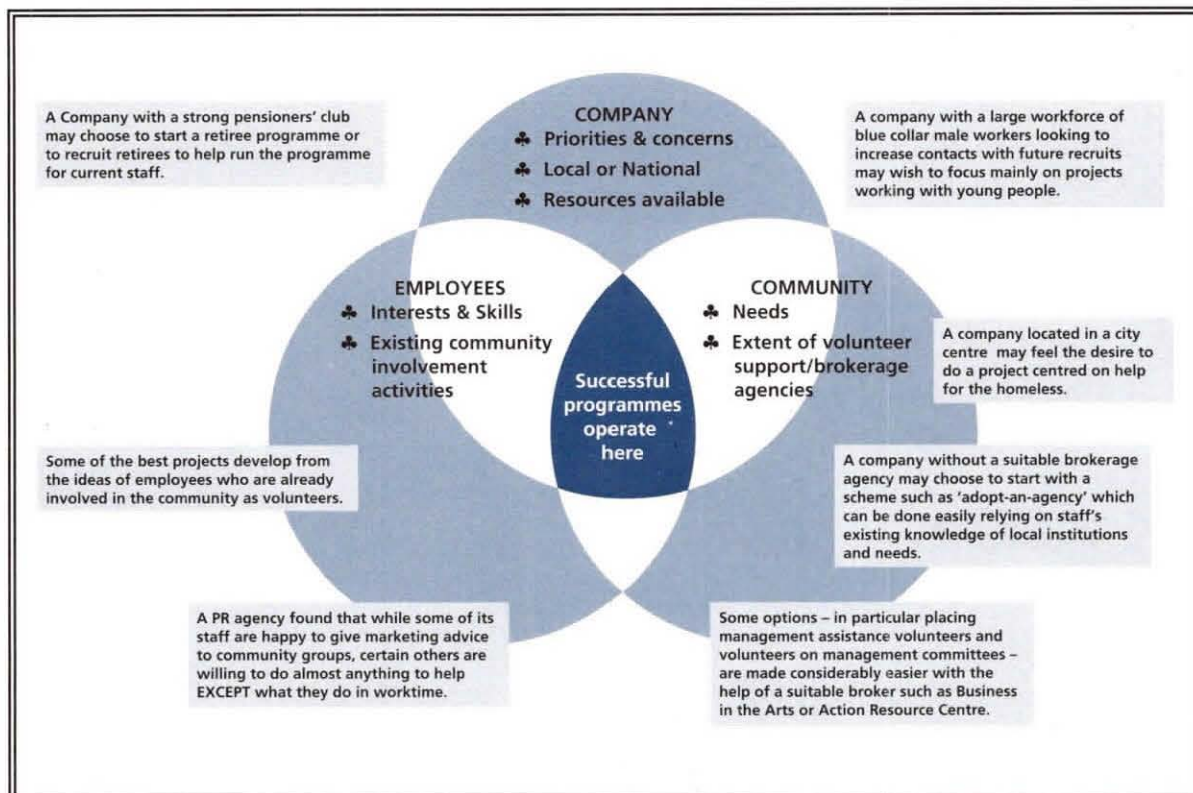 A Company with a strong pensioners' club
may choose to start a retiree programme or
to recruit retirees to help run the programme
for current staff.
COMPANY
♣ Priorities & concerns
♣ Local or National
♣ Resources available
A company with a large workforce of
blue collar male workers looking to
increase contacts with future recruits
may wish to focus mainly on projects
working with young people.
EMPLOYEES
♣ Interests & Skills
♣ Existing community
involvement
activities
COMMUNITY
♣ Needs
♣ Extent of volunteer
support/brokerage
agencies
Successful
programmes
operate
here
A company located in a city
centre may feel the desire to
do a project centred on help
for the homeless.
Some of the best projects develop from
the ideas of employees who are already
involved in the community as volunteers.
A company without a suitable brokerage
agency may choose to start with a
scheme such as 'adopt-an-agency' which
can be done easily relying on staff's
existing knowledge of local institutions
and needs.
A PR agency found that while some of its
staff are happy to give marketing advice
to community groups, certain others are
willing to do almost anything to help
EXCEPT what they do in worktime.
Some options – in particular placing
management assistance volunteers and
volunteers on management committees –
are made considerably easier with the
help of a suitable broker such as Business
in the Arts or Action Resource Centre.